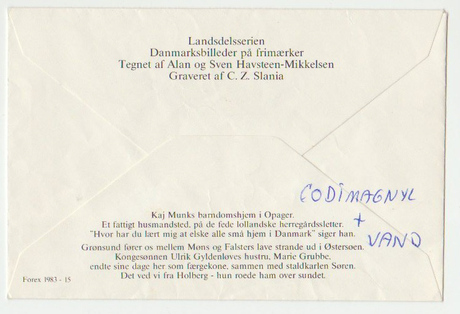 Landsdelsserien
Danmarksbilleder på frimærker
Tegnet af Alan og Sven Havsteen-Mikkelsen
Graveret af C. Z. Slania
CODIMAGNYL
+
VAND
Kaj Munks barndomshjem i Opager.
Et fattigt husmandsted, på de fede lollandske herregårdssletter.
"Hvor har du lært mig at elske alle små hjem i Danmark" siger han.
Grønsund fører os mellem Møns og Falsters lave strande ud i Østersøen.
Kongesønnen Ulrik Gyldenløves hustru, Marie Grubbe,
endte sine dage her som færgekone, sammen med staldkarlen Søren.
Det ved vi fra Holberg - hun roede ham over sundet.
Forex 1983 - 15